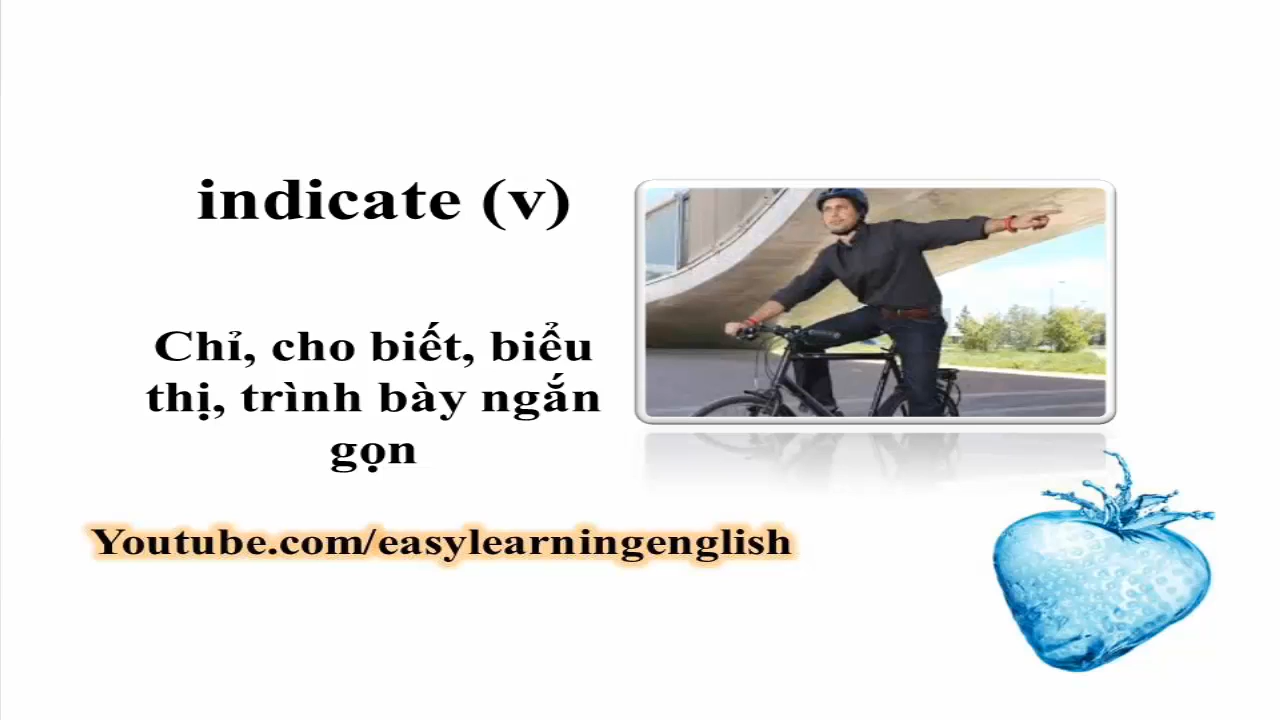 indicate (v)
Chỉ, cho biết, biểu
thị, trình bày ngắn
gọn
Youtube.com/easylearningenglish